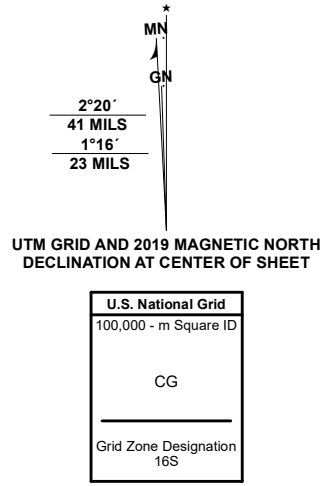 ★
MN
GN
2°20´
41 MILS
1°16´
23 MILS
UTM GRID AND 2019 MAGNETIC NORTH
DECLINATION AT CENTER OF SHEET
U.S. National Grid
100,000 - m Square ID
CG
Grid Zone Designation
16S